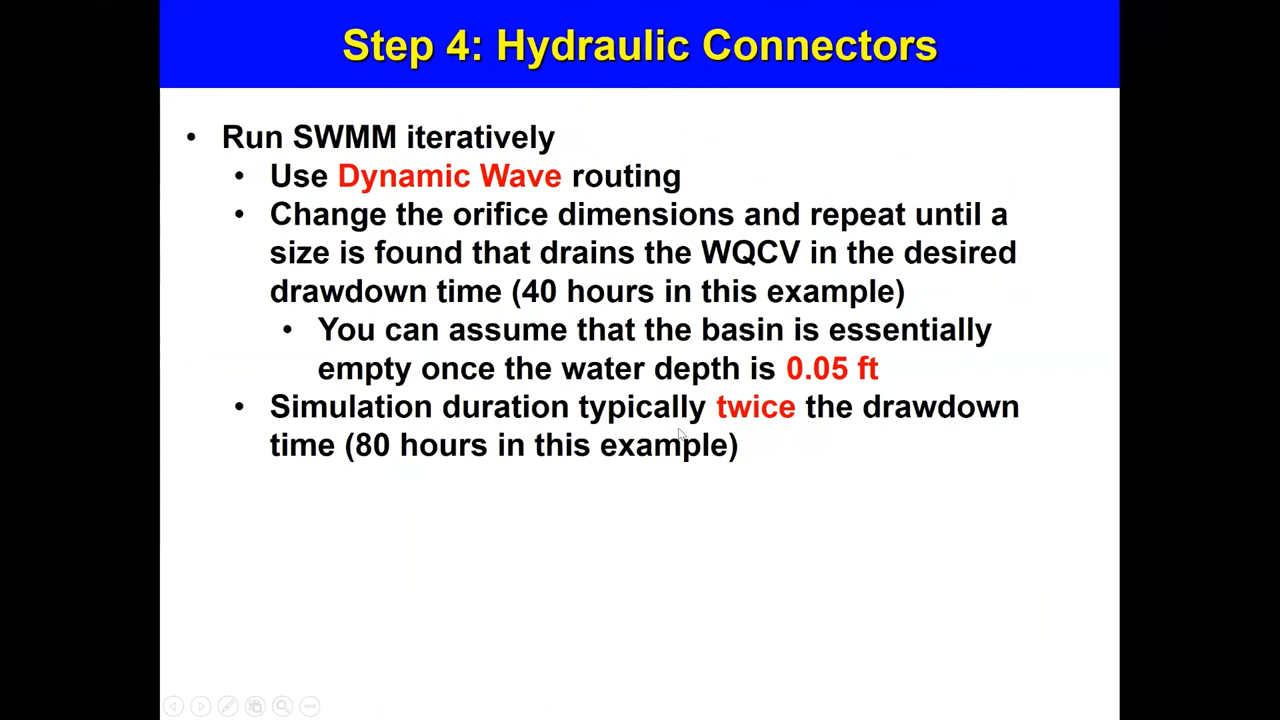 Step 4: Hydraulic Connectors
• Run SWMM iteratively
• Use Dynamic Wave routing
• Change the orifice dimensions and repeat until a
size is found that drains the WQCV in the desired
drawdown time (40 hours in this example)
• You can assume that the basin is essentially
empty once the water depth is 0.05 ft
• Simulation duration typically twice the drawdown
time (80 hours in this example)